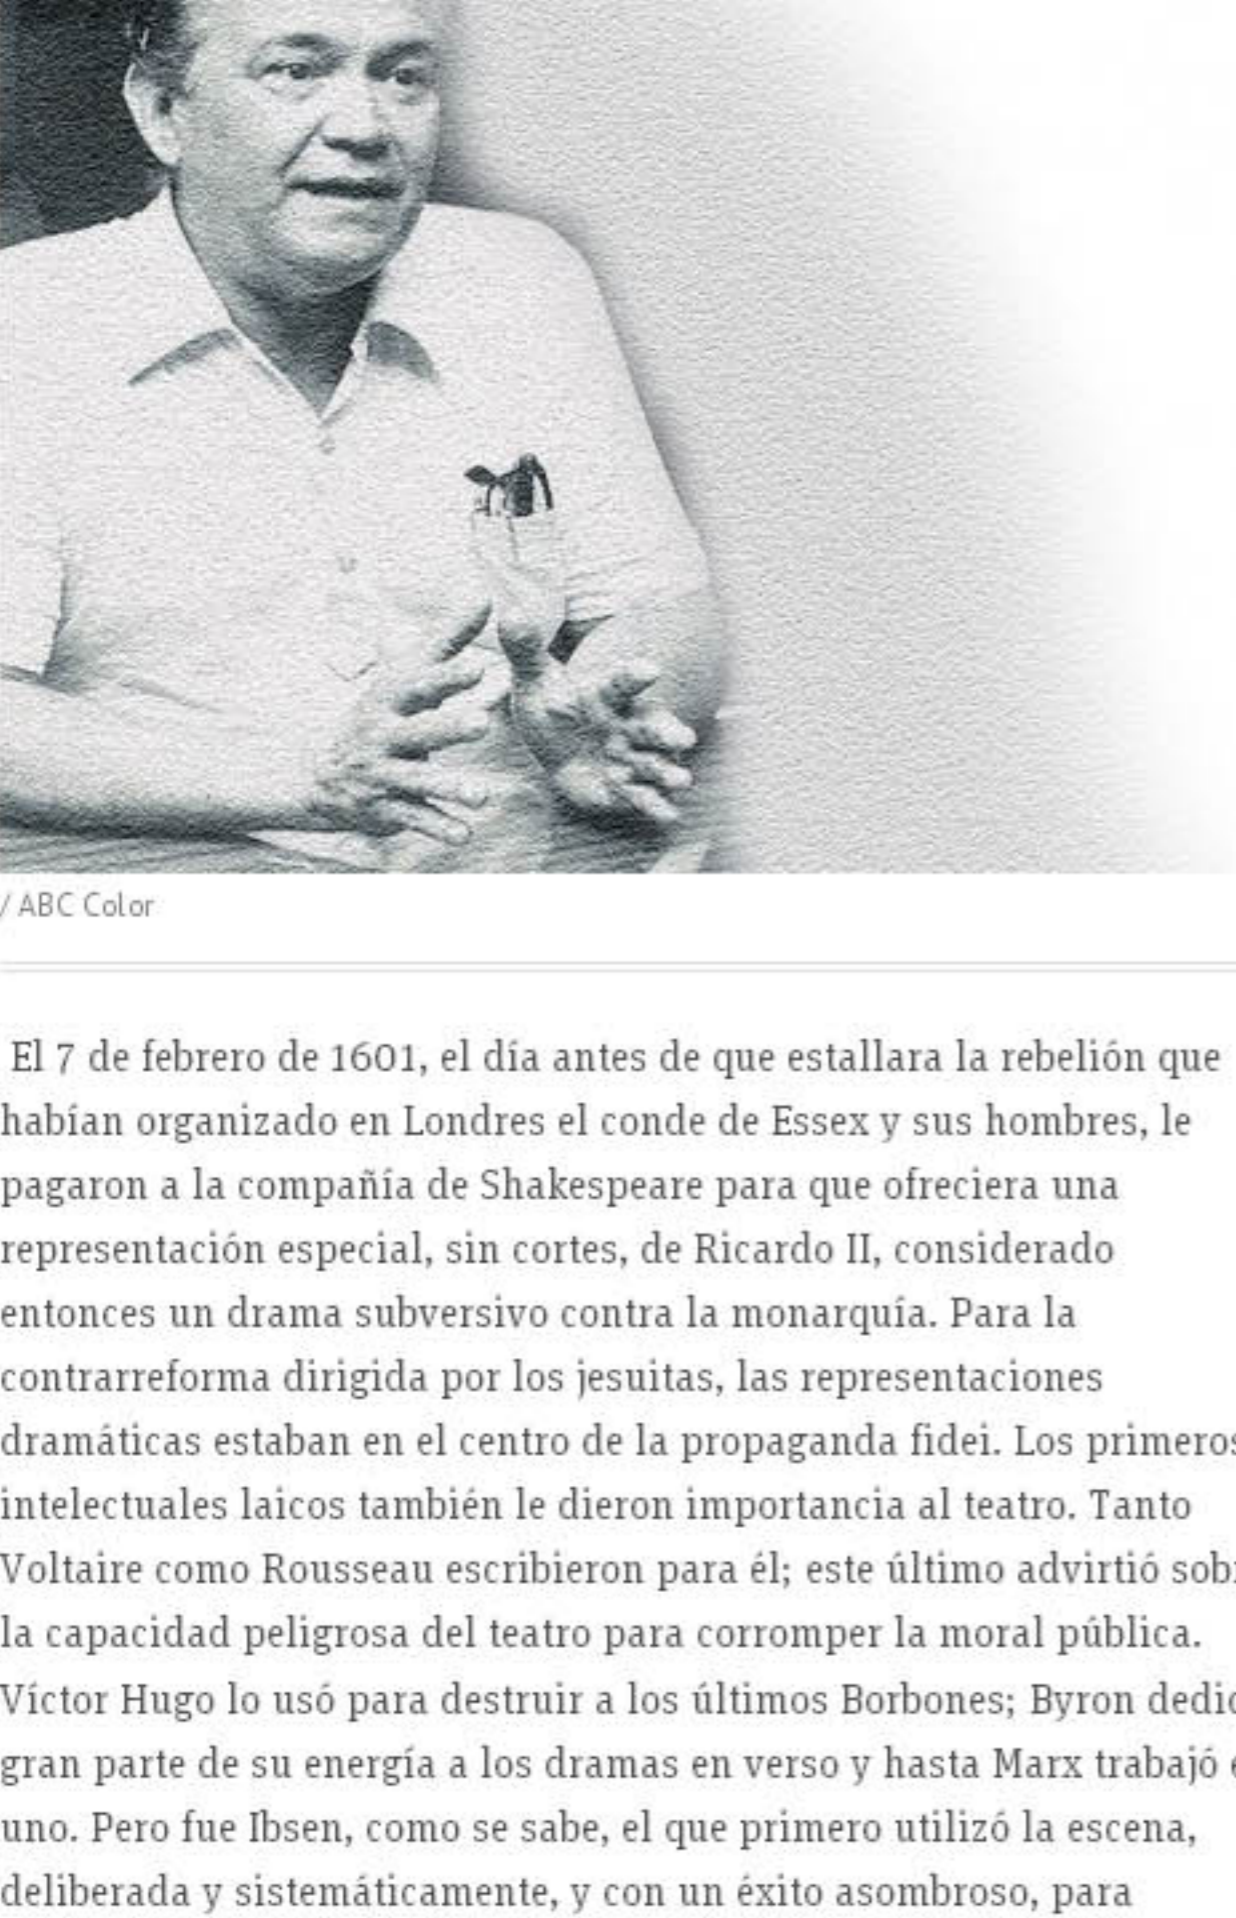 / ABC Color
El 7 de febrero de 1601, el día antes de que estallara la rebelión que
habían organizado en Londres el conde de Essex y sus hombres, le
pagaron a la compañía de Shakespeare para que ofreciera una
representación especial, sin cortes, de Ricardo II, considerado
entonces un drama subversivo contra la monarquía. Para la
contrarreforma dirigida por los jesuitas, las representaciones
dramáticas estaban en el centro de la propaganda fidei. Los primeros
intelectuales laicos también le dieron importancia al teatro. Tanto
Voltaire como Rousseau escribieron para él; este último advirtió
la capacidad peligrosa del teatro para corromper la moral pública.
Víctor Hugo lo usó para destruir a los últimos Borbones; Byron
gran parte de su energía a los dramas en verso y hasta Marx trabajó
uno. Pero fue Ibsen, como se sabe, el que primero utilizó la escena,
deliberada y sistemáticamente, y con un éxito asombroso, para